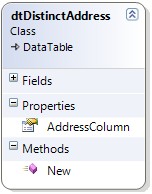 dtDistinctAddress
Class
DataTable
Fields
Properties
AddressColumn
Methods
New